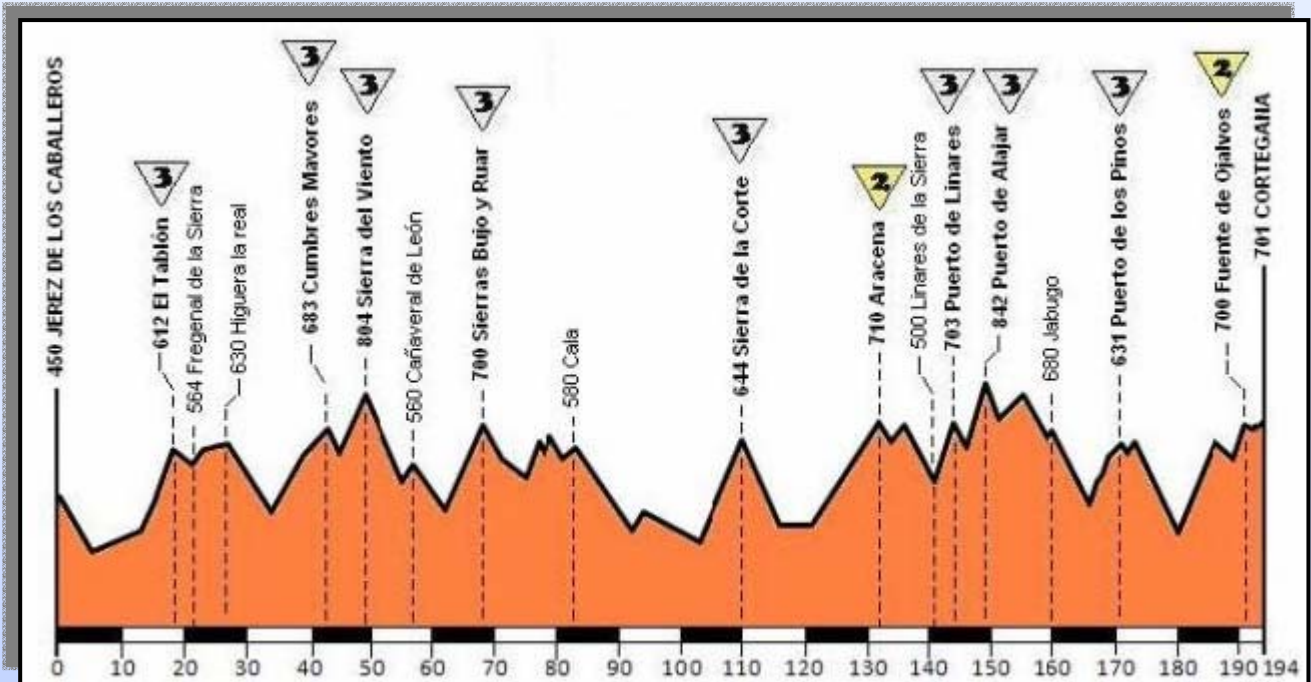 450 JEREZ DE LOS CABALLEROS
3
612 El Tablón
564 Fregenal de la Sierra
630 Higuera la real
3
683 Cumbres Mavores
3
804 Sierra del Viento
560 Cañaveral de León
3
700 Sierras Bujo y Ruar
580 Cala
3
644 Sierra de la Corte
2
710 Aracena
500 Linares de la Sierra
3
703 Puerto de Linares
3
842 Puerto de Alajar
680 Jabugo
3
631 Puerto de los Pinos
2
700 Fuente de Ojalvos
701 CORTEGANA
0 10 20 30 40 50 60 70 80 90 100 110 120 130 140 150 160 170 180 190 194